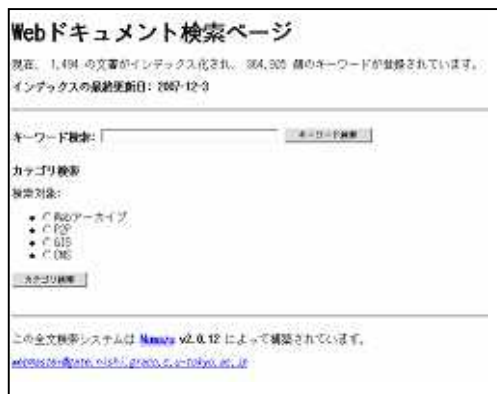 Webドキュメント検索ページ
現在、 1,494 の文書がインデックス化され、 364,925 個のキーワードが登録されています。
インデックスの最終更新日: 2007-12-3
キーワード検索: キーワード検索
カテゴリ検索
検索対象:
Webアーカイブ
P2P
GIS
CMS
カテゴリ検索
この全文検索システムは Namazu v2.0.12 によって構築されています。